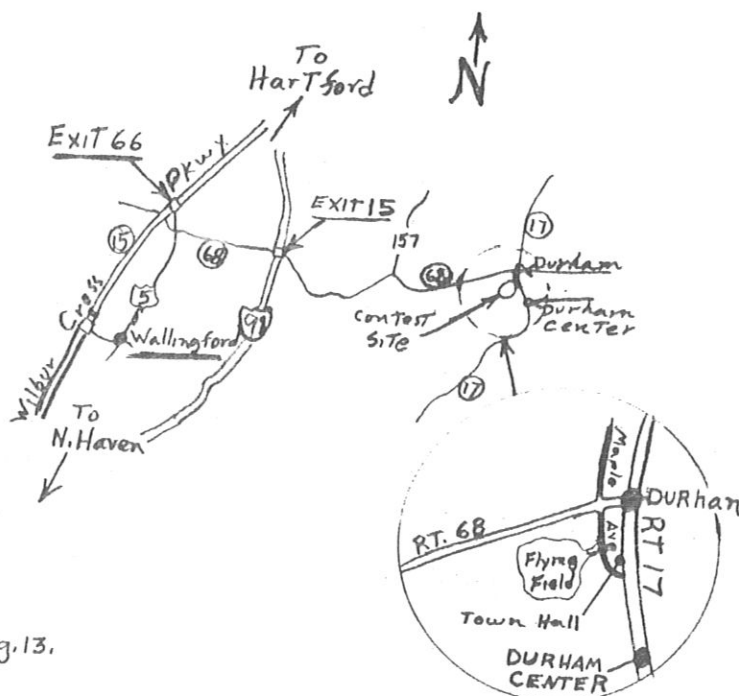 To
HarTford
N
EXIT 66
PKwy.
EXIT 15
15
68
157
17
68
Durham
Cross
5
Wallingford
91
Contest
Site
Durham
Center
Wilbur
17
To
N. Haven
Maple
Ave
DURham
RT. 68
RT 17
Flying
Field
Town Hall
DURHAM
CENTER
g.13.